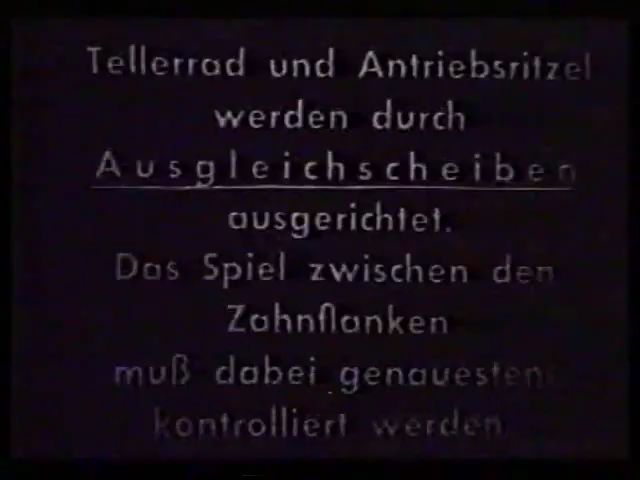 Tellerrad und Antriebsritzel
werden durch
Ausgleichscheiben
ausgerichtet.
Das Spiel zwischen den
Zahnflanken
muß dabei genauestens
kontrolliert werden